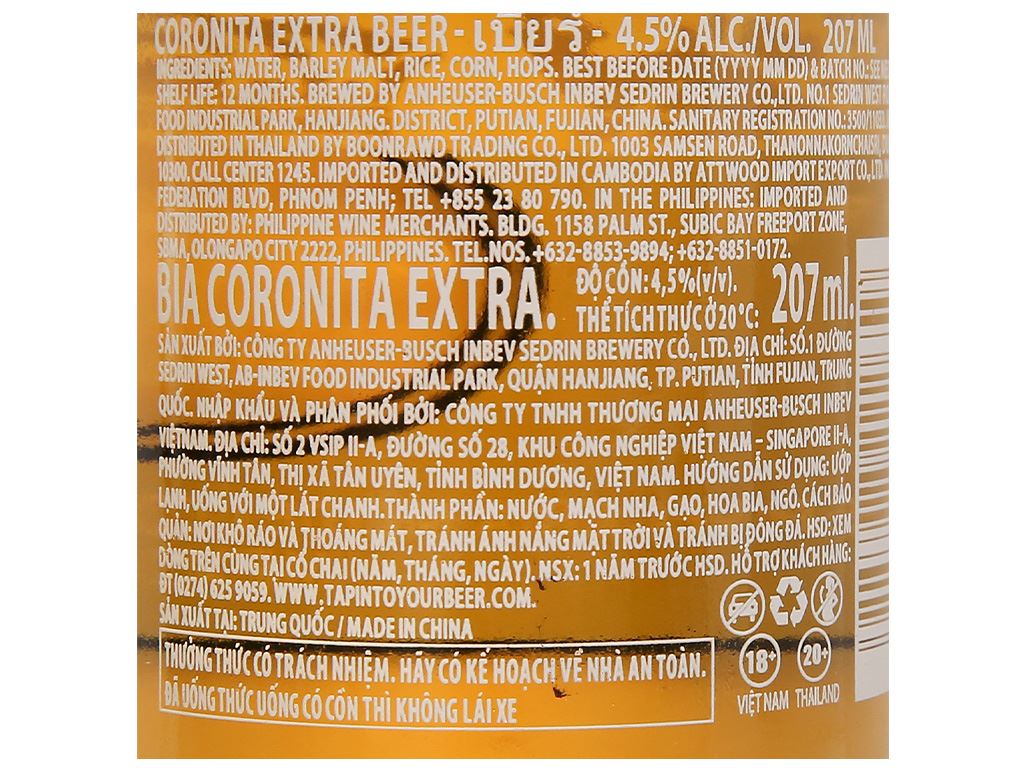 CORONITA EXTRA BEER - เบียร์ - 4.5% ALC./VOL. 207 ML
INGREDIENTS: WATER, BARLEY MALT, RICE, CORN, HOPS. BEST BEFORE DATE (YYYY MM DD) & BATCH NO.: SEE
SHELF LIFE: 12 MONTHS. BREWED BY ANHEUSER-BUSCH INBEV SEDRIN BREWERY CO., LTD. NO.1 SEDRIN WEST
FOOD INDUSTRIAL PARK, HANJIANG. DISTRICT, PUTIAN, FUJIAN, CHINA. SANITARY REGISTRATION NO.:
DISTRIBUTED IN THAILAND BY BOONRAWD TRADING CO., LTD. 1003 SAMSEN ROAD, THANONNAKORNCHAISI,
10300. CALL CENTER 1245. IMPORTED AND DISTRIBUTED IN CAMBODIA BY ATTWOOD IMPORT EXPORT CO., LTD.
FEDERATION BLVD, PHNOM PENH; TEL +855 23 80 790. IN THE PHILIPPINES: IMPORTED AND
DISTRIBUTED BY: PHILIPPINE WINE MERCHANTS. BLDG. 1158 PALM ST., SUBIC BAY FREEPORT ZONE,
SBMA, OLONGAPO CITY 2222, PHILIPPINES. TEL.NOS. +632-8853-9894; +632-8851-0172.
BIA CORONITA EXTRA. ĐỘ CỒN: 4,5% (v/v). THỂ TÍCH THỰC Ở 20°C: 207 ml.
SẢN XUẤT BỞI: CÔNG TY ANHEUSER-BUSCH INBEV SEDRIN BREWERY CO., LTD. ĐỊA CHỈ: SỐ.1 ĐƯỜNG
SEDRIN WEST, AB-INBEV FOOD INDUSTRIAL PARK, QUẬN HANJIANG, TP. PUTIAN, TỈNH FUJIAN, TRUNG
QUỐC. NHẬP KHẨU VÀ PHÂN PHỐI BỞI: CÔNG TY TNHH THƯƠNG MẠI ANHEUSER-BUSCH INBEV
VIỆTNAM. ĐỊA CHỈ: SỐ 2 VSIP II-A, ĐƯỜNG SỐ 28, KHU CÔNG NGHIỆP VIỆT NAM – SINGAPORE II-A,
PHƯỜNG VĨNH TÂN, THỊ XÃ TÂN UYÊN, TỈNH BÌNH DƯƠNG, VIỆT NAM. HƯỚNG DẪN SỬ DỤNG: ƯỚP
LẠNH, UỐNG VỚI MỘT LÁT CHANH.THÀNH PHẦN: NƯỚC, MẠCH NHA, GẠO, HOA BIA, NGÔ. CÁCH BẢO
QUẢN: NƠI KHÔ RÁO VÀ THOÁNG MÁT, TRÁNH ÁNH NẮNG MẶT TRỜI VÀ TRÁNH BỊ ĐÔNG ĐÁ. HSD: XEM
DÒNG TRÊN CÙNG TẠI CỔ CHAI (NĂM, THÁNG, NGÀY). NSX: 1 NĂM TRƯỚC HSD. HỖ TRỢ KHÁCH HÀNG:
ĐT (0274) 625 9059. WWW.TAPINTOYOURBEER.COM.
SẢN XUẤT TẠI: TRUNG QUỐC / MADE IN CHINA
THƯỞNG THỨC CÓ TRÁCH NHIỆM. HÃY CÓ KẾ HOẠCH VỀ NHÀ AN TOÀN.
ĐÃ UỐNG THỨC UỐNG CÓ CỒN THÌ KHÔNG LÁI XE
18+ 20+
VIỆT NAM THAILAND